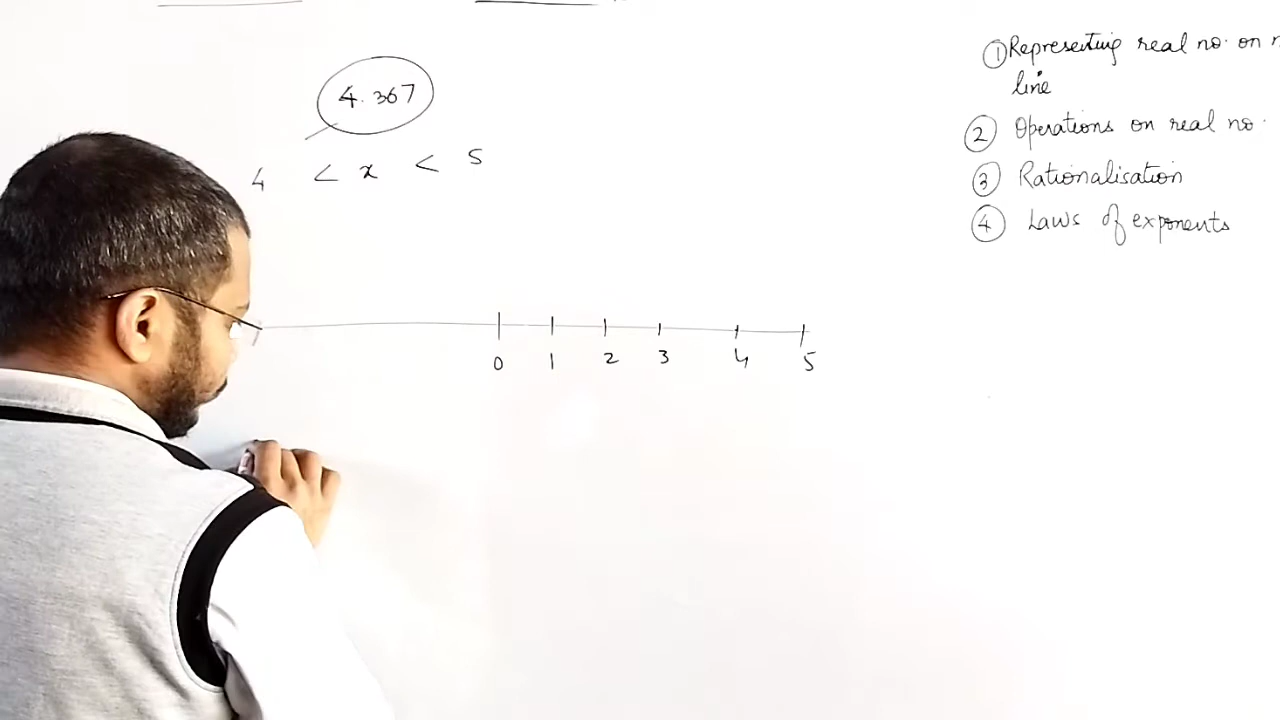 4.367
4 < x < 5
0 1 2 3 4 5
① Representing real no. on
line
② Operations on real no.
③ Rationalisation
④ Laws of exponents